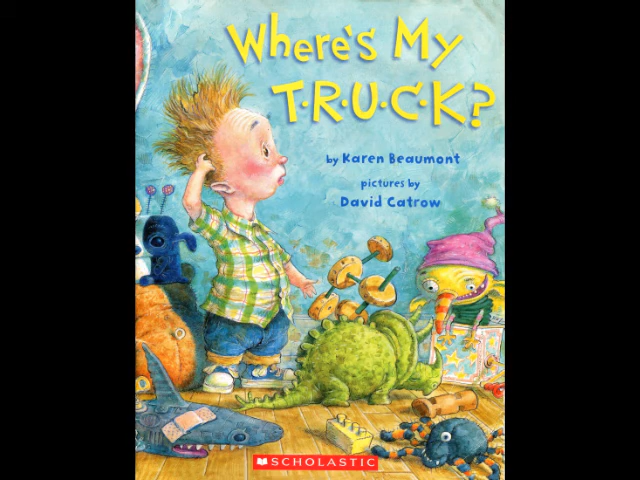 Where's My
T·R·U·C·K?
by Karen Beaumont
pictures by
David Catrow
SCHOLASTIC